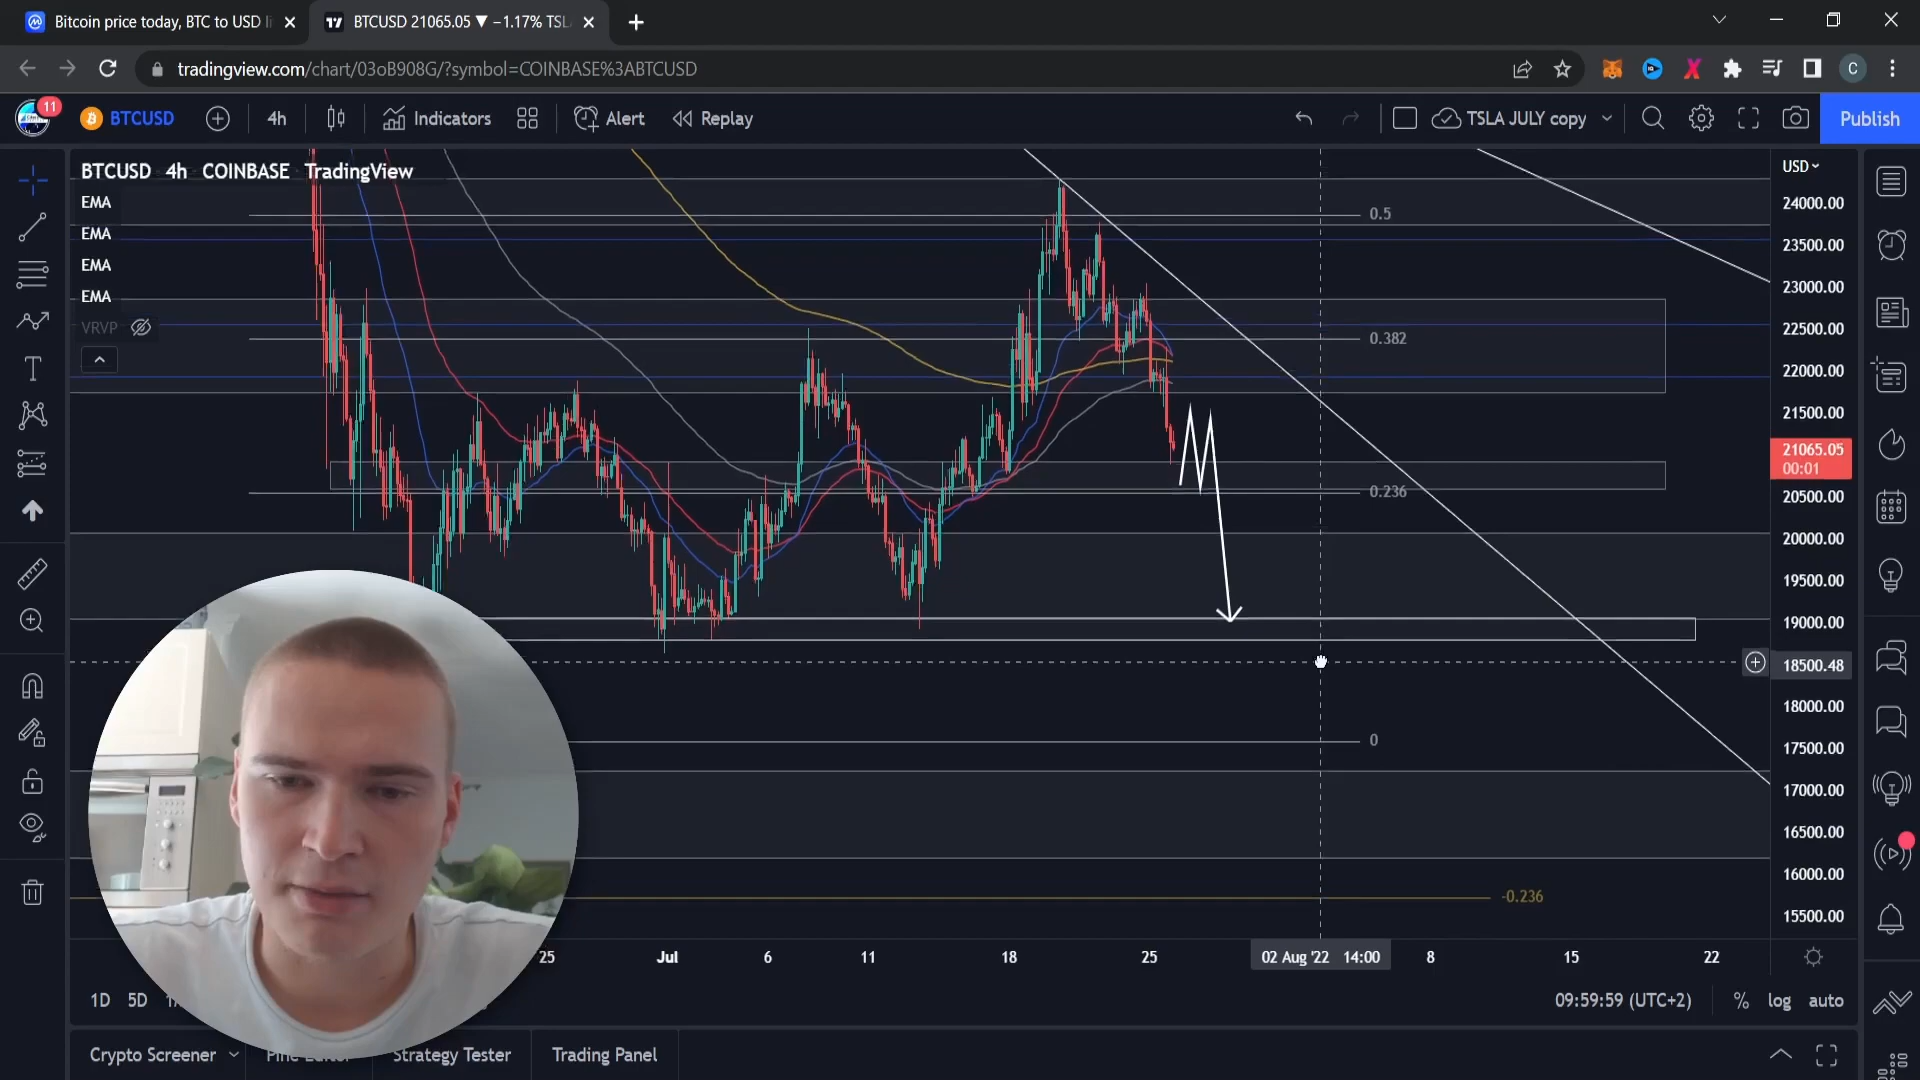 Bitcoin price today, BTC to USD li
BTCUSD 21065.05 ▼ −1.17% TSL
tradingview.com/chart/03oB908G/?symbol=COINBASE%3ABTCUSD
C
11
BTCUSD
4h
Indicators
Alert
Replay
TSLA JULY copy
Publish
BTCUSD 4h COINBASE TradingView
EMA
EMA
EMA
EMA
VRVP
USD
24000.00
23500.00
23000.00
22500.00
22000.00
21500.00
21065.05
00:01
20500.00
20000.00
19500.00
19000.00
18500.48
18000.00
17500.00
17000.00
16500.00
16000.00
15500.00
0.5
0.382
0.236
0
-0.236
25
Jul
6
11
18
25
02 Aug '22 14:00
8
15
22
1D
5D
09:59:59 (UTC+2)
%
log
auto
Crypto Screener
Pine Editor
Strategy Tester
Trading Panel